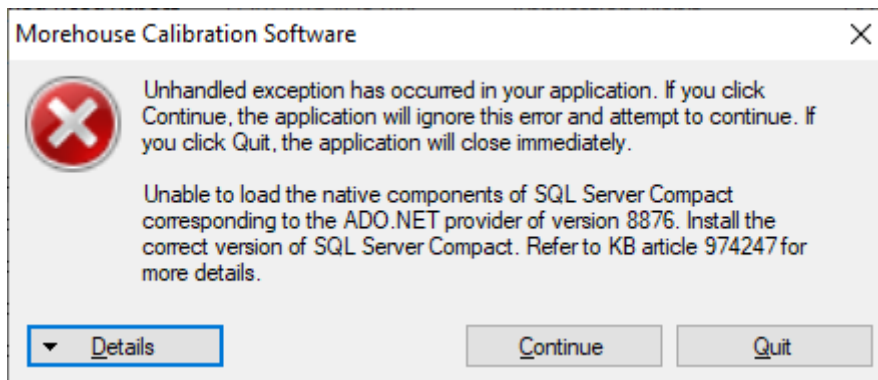 Morehouse Calibration Software
Unhandled exception has occurred in your application. If you click
Continue, the application will ignore this error and attempt to continue. If
you click Quit, the application will close immediately.
Unable to load the native components of SQL Server Compact
corresponding to the ADO.NET provider of version 8876. Install the
correct version of SQL Server Compact. Refer to KB article 974247 for
more details.
Details
Continue
Quit